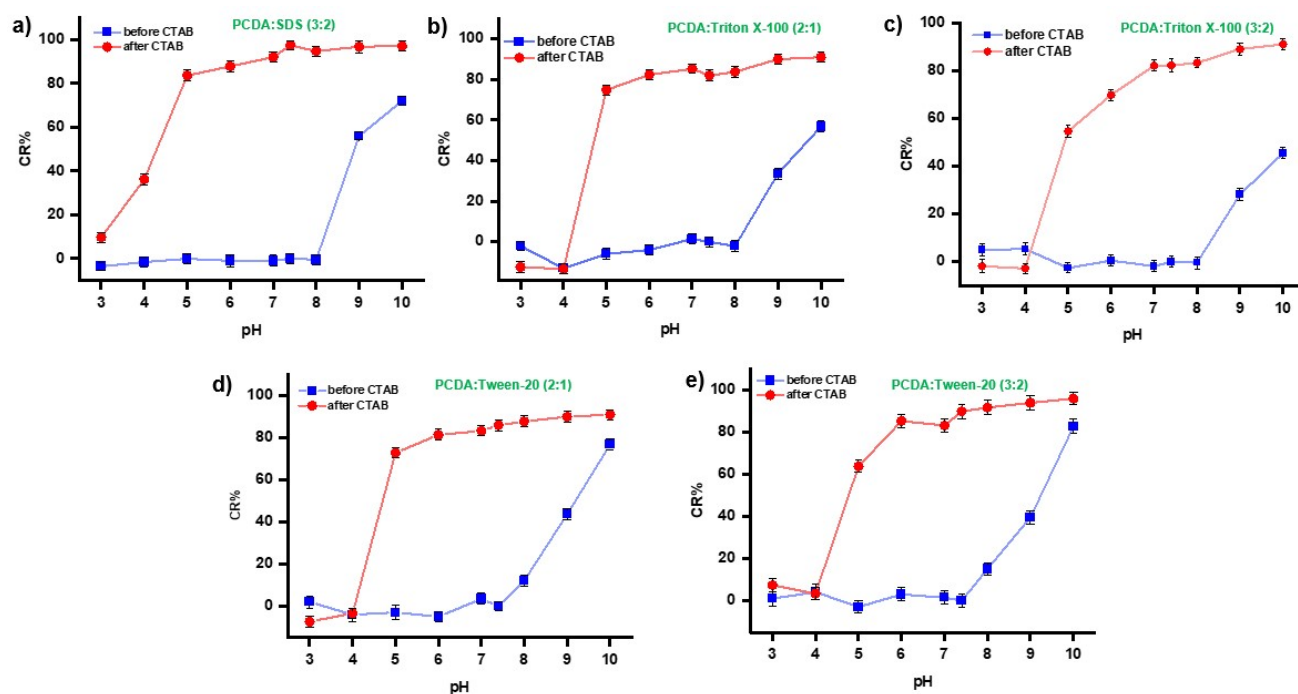 a)
PCDA:SDS (3:2)
before CTAB
after CTAB
100
80
60
40
20
0
CR%
3 4 5 6 7 8 9 10
pH
b)
PCDA:Triton X-100 (2:1)
before CTAB
after CTAB
100
80
60
40
20
0
CR%
3 4 5 6 7 8 9 10
pH
c)
PCDA:Triton X-100 (3:2)
before CTAB
after CTAB
100
80
60
40
20
0
CR%
3 4 5 6 7 8 9 10
pH
d)
PCDA:Tween-20 (2:1)
before CTAB
after CTAB
100
80
60
40
20
0
CR%
3 4 5 6 7 8 9 10
pH
e)
PCDA:Tween-20 (3:2)
before CTAB
after CTAB
100
80
60
40
20
0
CR%
3 4 5 6 7 8 9 10
pH